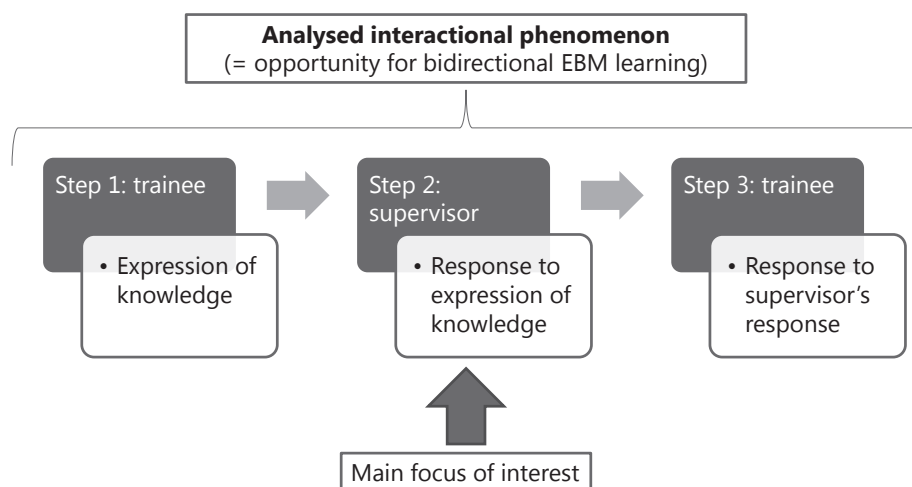 Analysed interactional phenomenon
(= opportunity for bidirectional EBM learning)
Step 1: trainee
• Expression of
knowledge
Step 2:
supervisor
• Response to
expression of
knowledge
Step 3: trainee
• Response to
supervisor’s
response
Main focus of interest